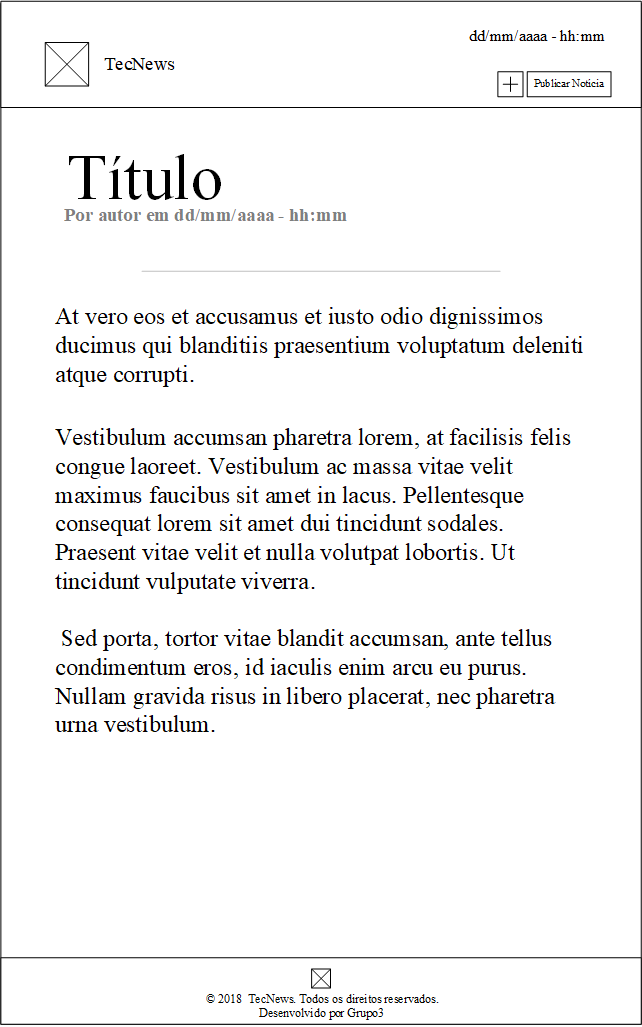 dd/mm/aaaa - hh:mm
TecNews
Publicar Noticia
Título
Por autor em dd/mm/aaaa - hh:mm
At vero eos et accusamus et iusto odio dignissimos
ducimus qui blanditiis praesentium voluptatum deleniti
atque corrupti.
Vestibulum accumsan pharetra lorem, at facilisis felis
congue laoreet. Vestibulum ac massa vitae velit
maximus faucibus sit amet in lacus. Pellentesque
consequat lorem sit amet dui tincidunt sodales.
Praesent vitae velit et nulla volutpat lobortis. Ut
tincidunt vulputate viverra.
Sed porta, tortor vitae blandit accumsan, ante tellus
condimentum eros, id iaculis enim arcu eu purus.
Nullam gravida risus in libero placerat, nec pharetra
urna vestibulum.
© 2018 TecNews. Todos os direitos reservados.
Desenvolvido por Grupo3